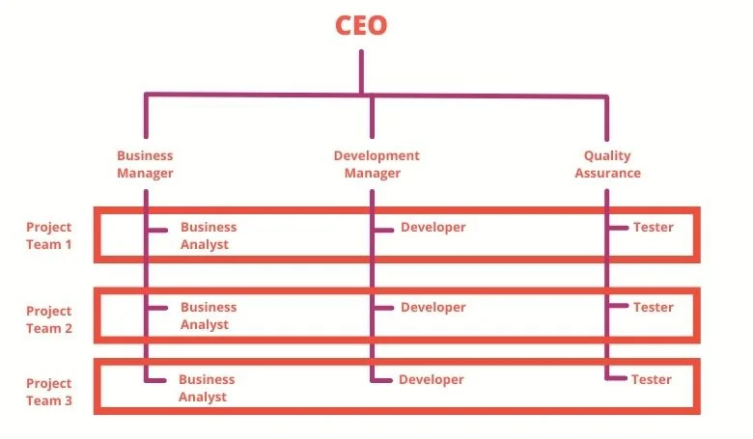 CEO
Business
Manager
Development
Manager
Quality
Assurance
Project
Team 1
Business
Analyst
Developer
Tester
Project
Team 2
Business
Analyst
Developer
Tester
Project
Team 3
Business
Analyst
Developer
Tester